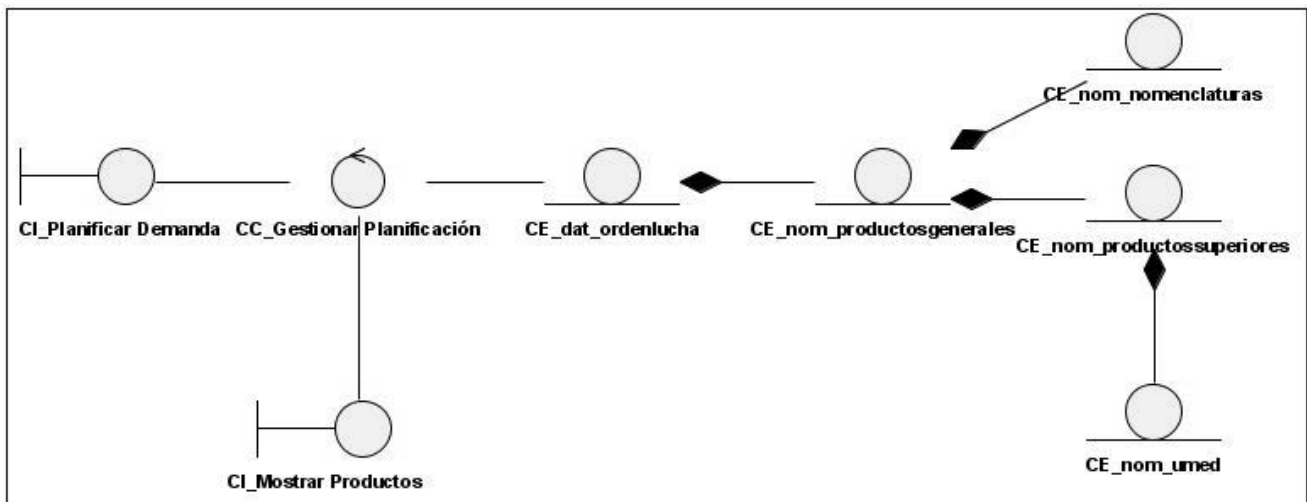 CE_nom_nomenclaturas
CI_Planificar Demanda
CC_Gestionar Planificación
CE_dat_ordenlucha
CE_nom_productosgenerales
CE_nom_productossuperiores
CI_Mostrar Productos
CE_nom_umed